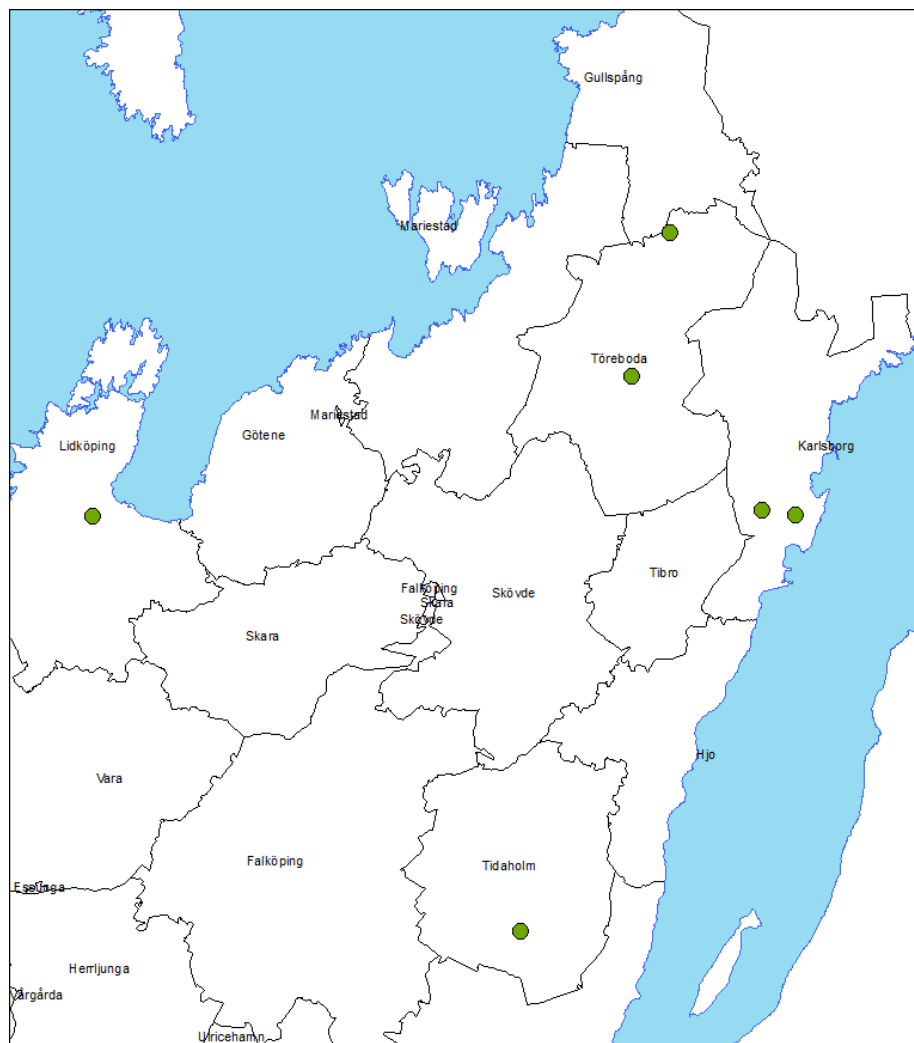 Gullspång
Mariestad
Töreboda
Mariestad
Götene
Lidköping
Karlsborg
Tibro
Falköping
Skövde
Skara
Skövde
Skara
Hjo
Vara
Falköping
Tidaholm
Essunga
Herrljunga
Vårgårda
Ulricehamn